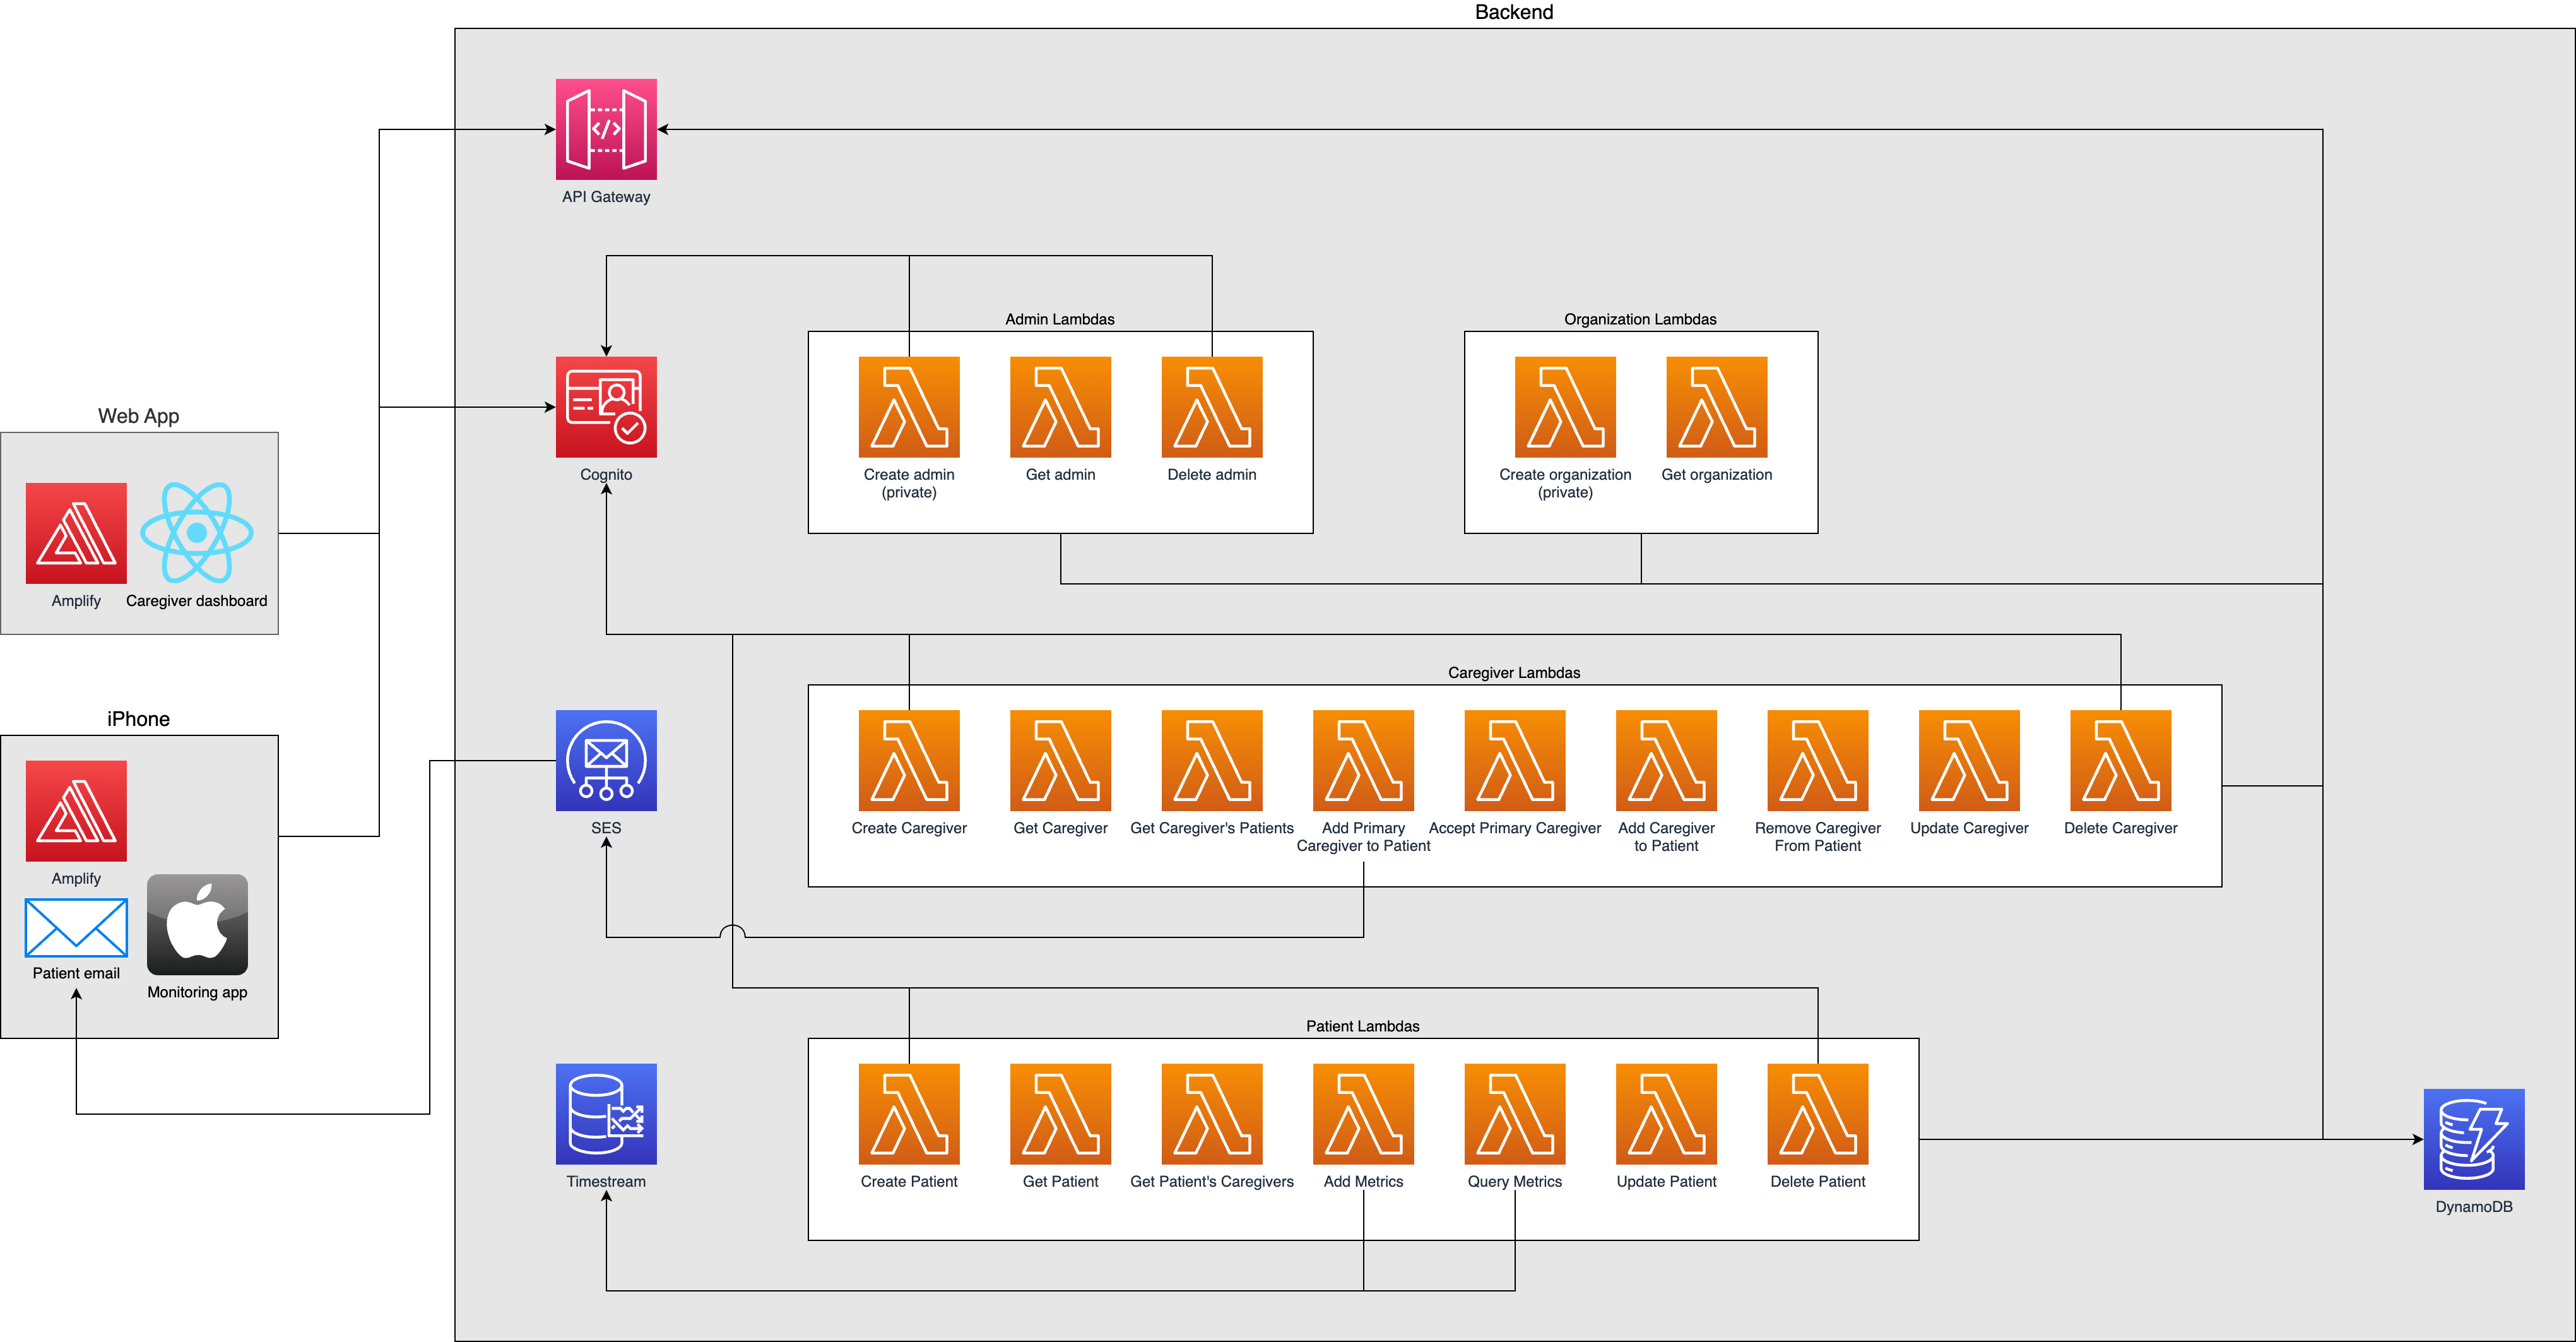 Backend
API Gateway
Admin Lambdas
Organization Lambdas
Web App
Cognito
Create admin
(private)
Get admin
Delete admin
Create organization
(private)
Get organization
Amplify
Caregiver dashboard
Caregiver Lambdas
iPhone
SES
Create Caregiver
Get Caregiver
Get Caregiver's Patients
Add Primary
Caregiver to Patient
Accept Primary Caregiver
Add Caregiver
to Patient
Remove Caregiver
From Patient
Update Caregiver
Delete Caregiver
Amplify
Patient email
Monitoring app
Patient Lambdas
Timestream
Create Patient
Get Patient
Get Patient's Caregivers
Add Metrics
Query Metrics
Update Patient
Delete Patient
DynamoDB